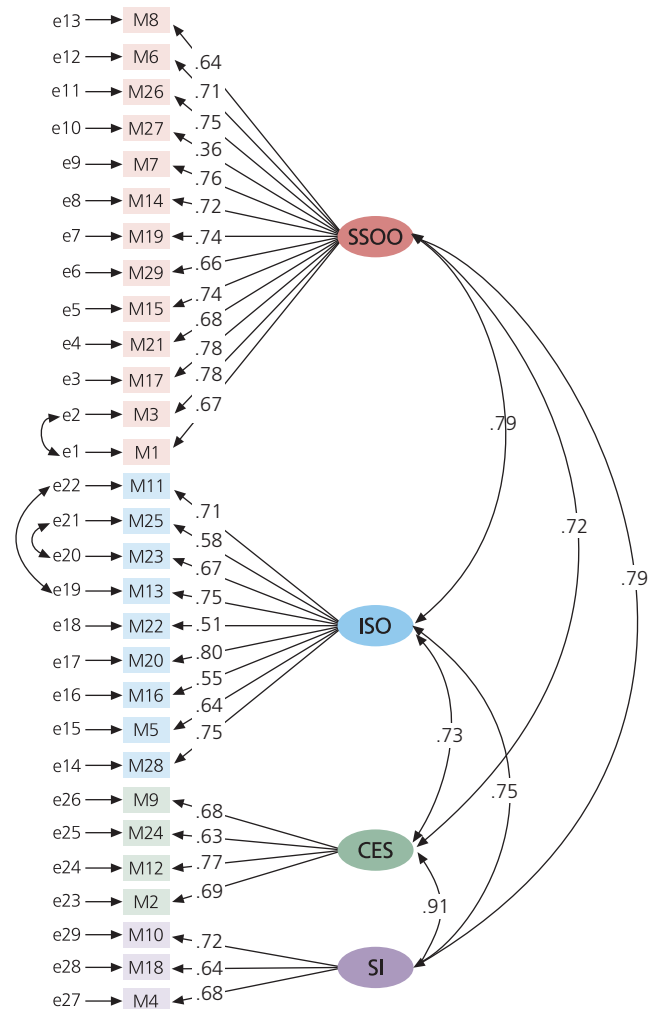 e13 M8
.64
e12 M6
.71
e11 M26
.75
e10 M27
.36
e9 M7
.76
e8 M14
.72
e7 M19 .74 SSOO
.66
e6 M29
.74
e5 M15
.68
e4 M21
.78
e3 M17
.78
.67
e2 M3
.79
e1 M1
e22 M11
.71
e21 M25
.72
.58
e20 M23
.67
.79
e19 M13
.75
e18 M22 .51 ISO
.80
e17 M20
.55
e16 M16
.64
e15 M5
.75
.73
e14 M28
.75
e26 M9
.68
e25 M24
.63
CES
.77
e24 M12
.69
e23 M2
.91
e29 M10
.72
e28 M18 .64 SI
.68
e27 M4